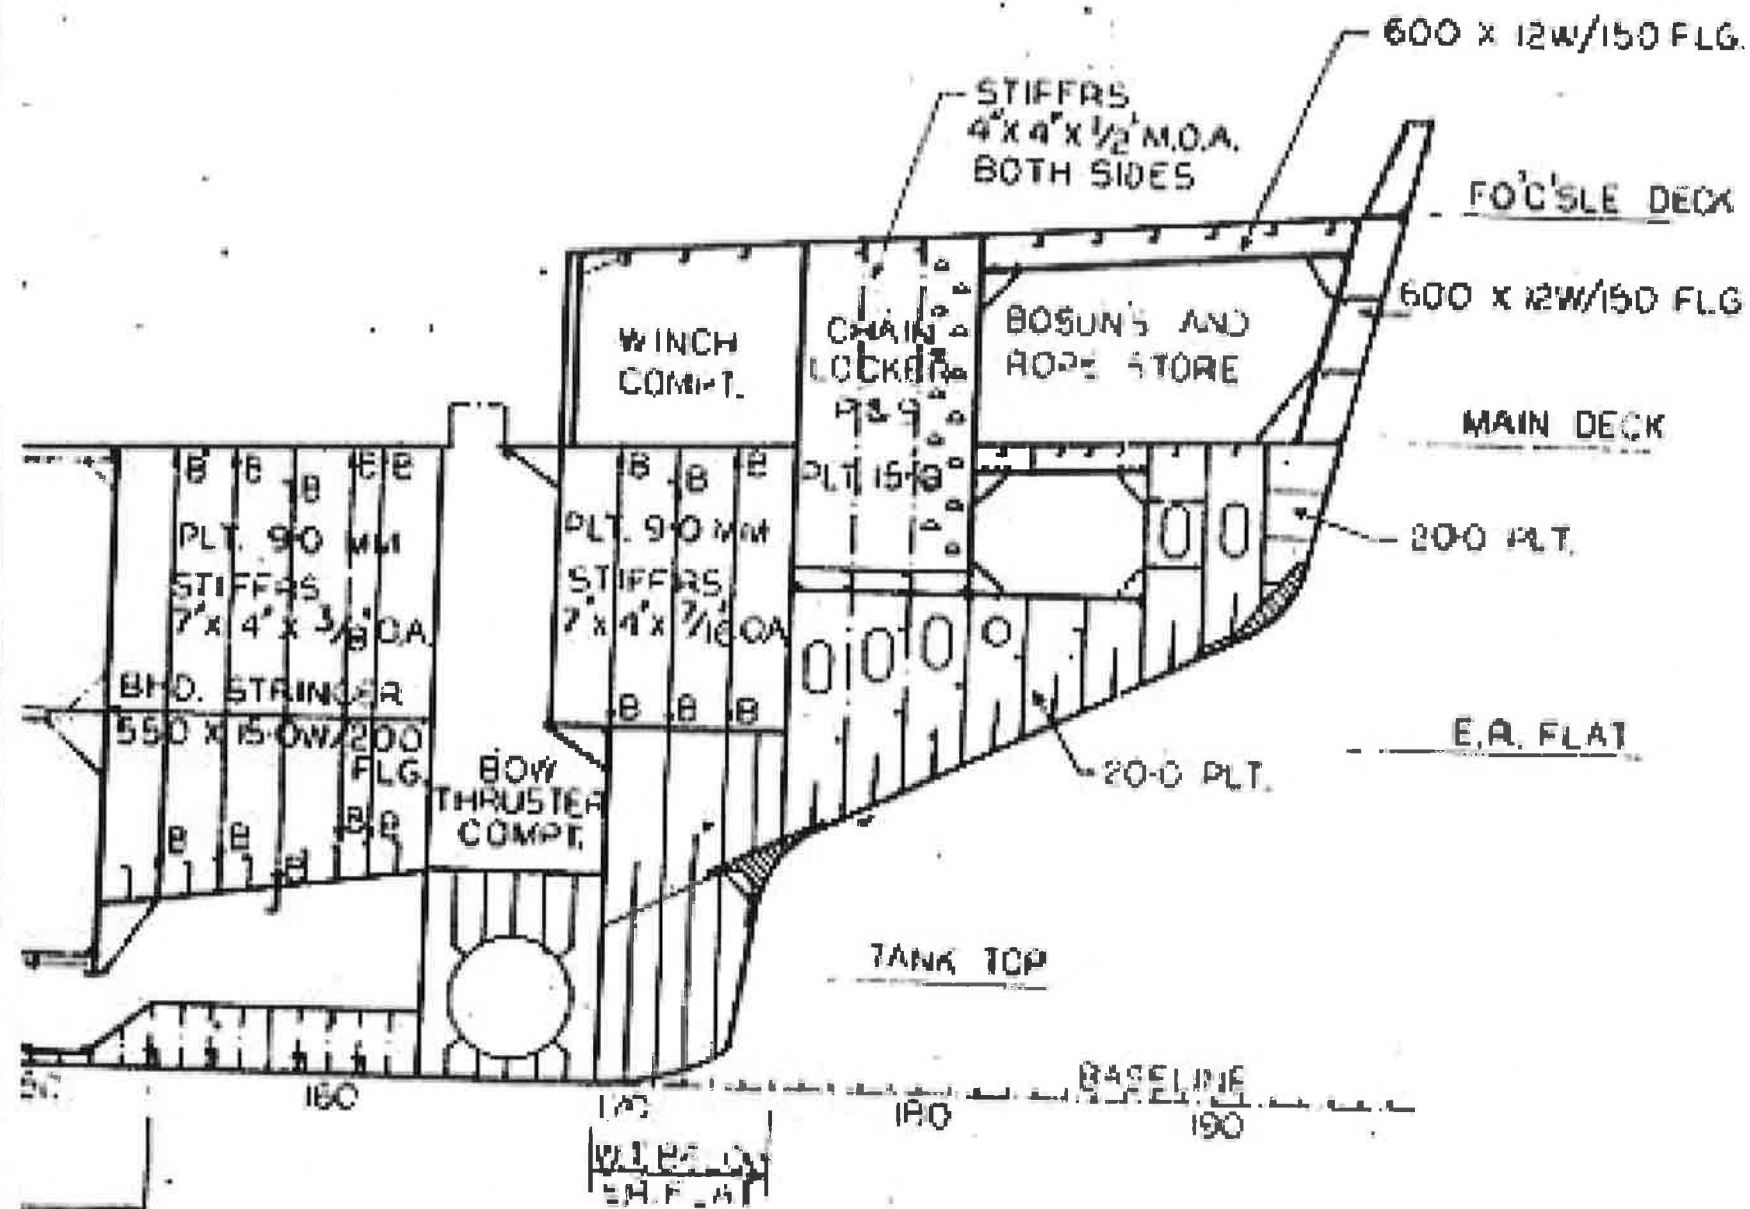 600 X 12W/150 FLG.
STIFFRS
4"X 4"X 1/2" M.O.A.
BOTH SIDES
FO'C'SLE DECK
600 X 12W/150 FLG
WINCH
COMPT.
CHAIN
LOCKER
P & S
PLT. 15·0
BOSUN'S AND
ROPE STORE
MAIN DECK
B B B B B
B B B
PLT. 9·0 MM
STIFFRS
7"X 4"X 3/8" O.A.
PLT. 9·0 MM
STIFFRS
7"X 4"X 7/16" OA
20·0 PLT.
BHD. STRINGER
550 X 15·0W/200
FLG.
B B B
E.R. FLAT
BOW
THRUSTER
COMPT.
20·0 PLT.
B B B B B
TANK TOP
BASELINE
160
170
180
190